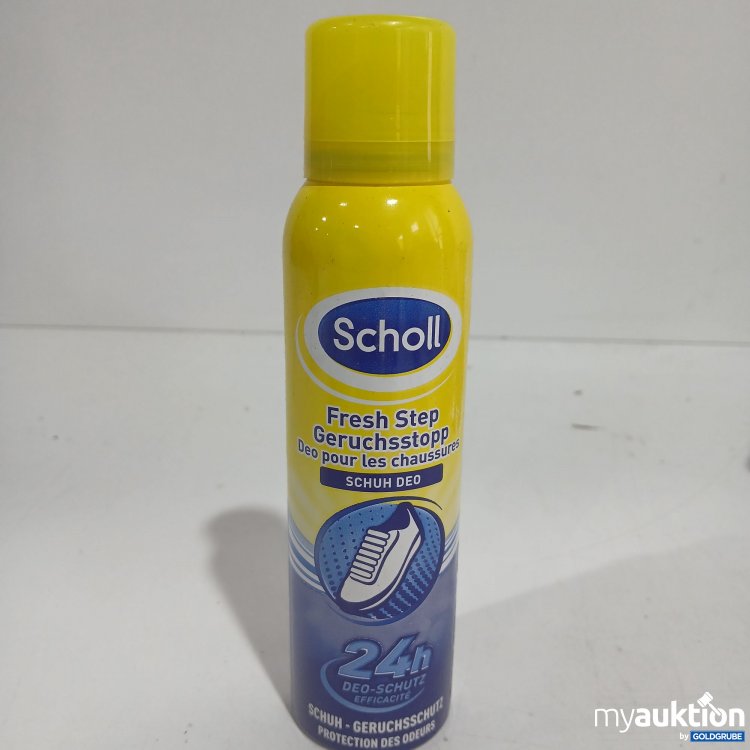 Scholl
Fresh Step
Geruchsstopp
Deo pour les chaussures
SCHUH DEO
24h
DEO-SCHUTZ
EFFICACITÉ
SCHUH - GERUCHSSCHUTZ
PROTECTION DES ODEURS
myauktion
by GOLDGRUBE